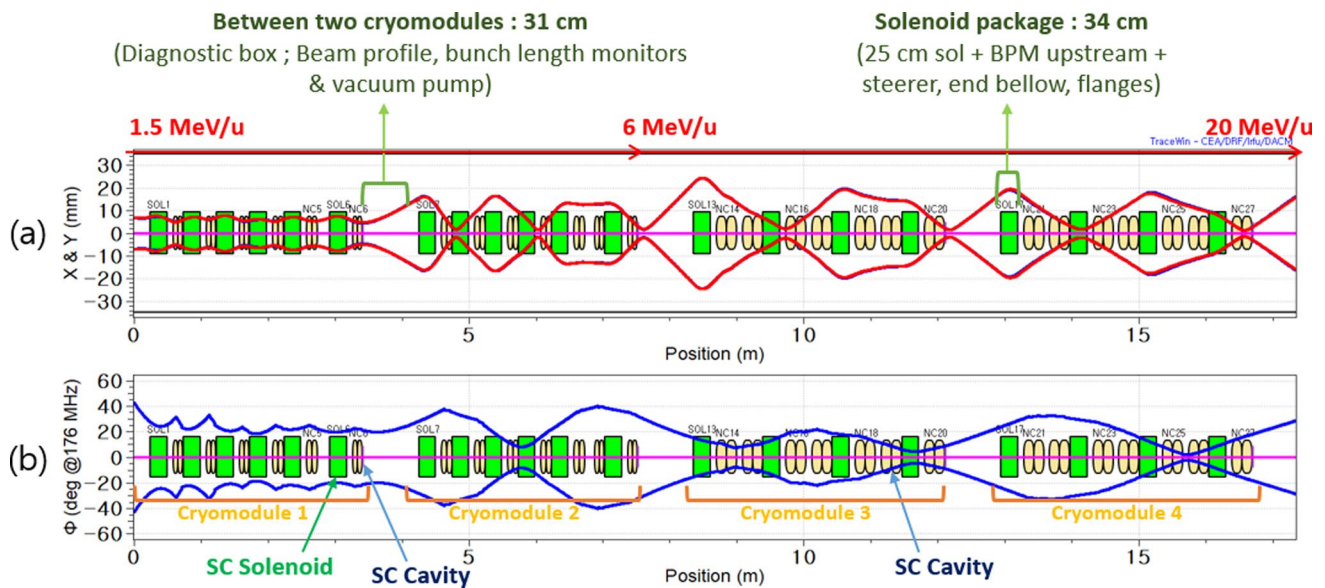 Between two cryomodules : 31 cm
(Diagnostic box ; Beam profile, bunch length monitors
& vacuum pump)
Solenoid package : 34 cm
(25 cm sol + BPM upstream +
steerer, end bellow, flanges)
1.5 MeV/u
6 MeV/u
20 MeV/u
TraceWin - CEA/DRF/Irfu/DACM
(a)
X & Y (mm)
30
20
10
0
−10
−20
−30
SOL1
NC5
SOL6
NC6
SOL13
NC14
NC16
NC18
NC20
NC23
NC25
NC27
0
5
10
15
Position (m)
(b)
Φ (deg @176 MHz)
60
40
20
0
−20
−40
−60
SOL1
NC5
SOL6
NC6
SOL7
SOL13
NC14
NC16
NC18
NC20
SOL17
NC21
NC23
NC25
NC27
Cryomodule 1
Cryomodule 2
Cryomodule 3
Cryomodule 4
0
5
10
15
SC Solenoid
SC Cavity
SC Cavity
Position (m)